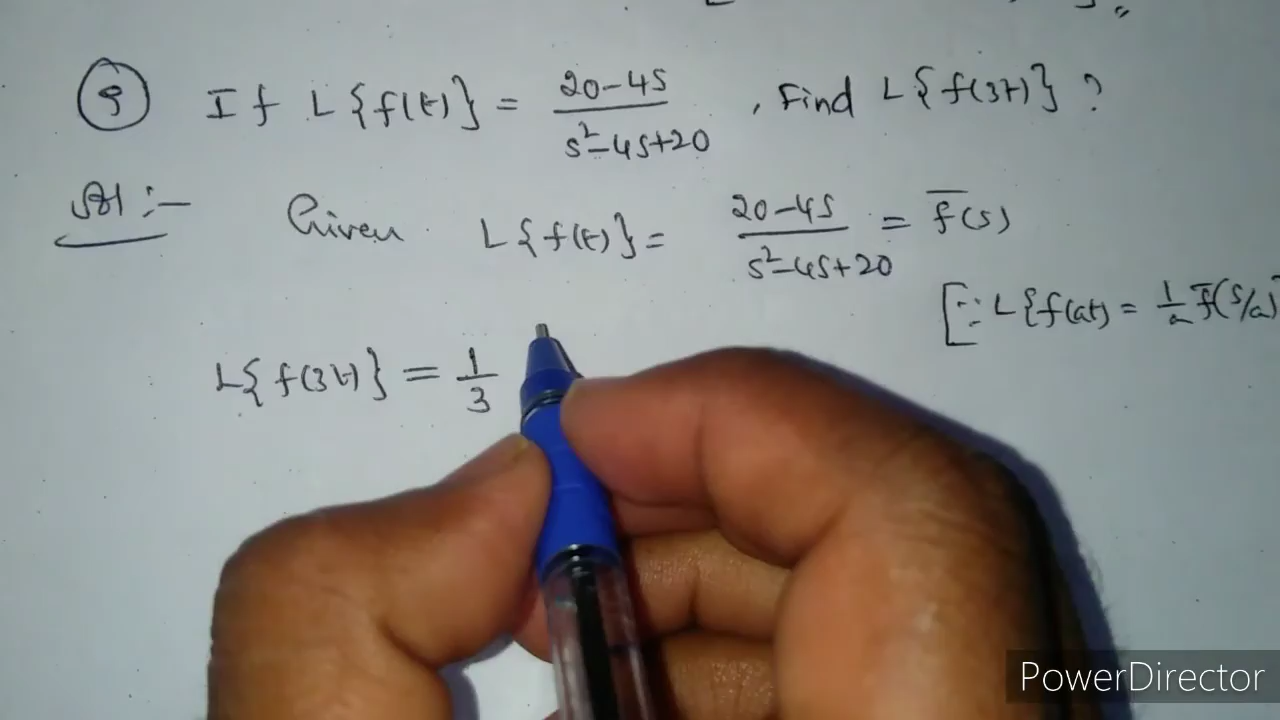 9 If L{f(t)} = 20-4s / s²-4s+20 , Find L{f(3t)} ?
Sol :- Given L{f(t)} = 20-4s / s²-4s+20 = f̅(s)
[∵ L{f(at) = 1/a f̅(s/a)]
L{f(3t)} = 1/3
PowerDirector